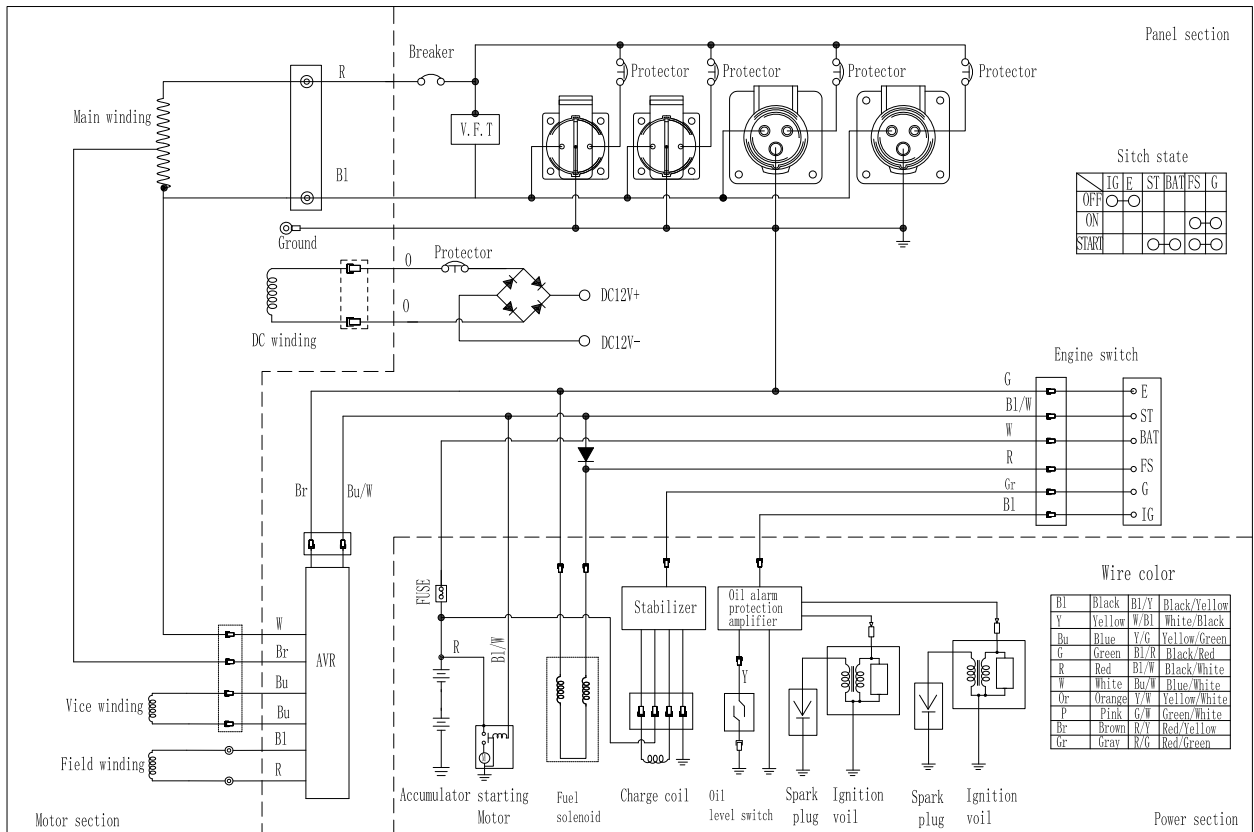 Panel section
Breaker
R
Protector
Protector
Protector
Protector
Main winding
V.F.T
Bl
Sitch state
IG E ST BAT FS G
OFF
ON
START
Ground
O
Protector
DC12V+
O
DC12V-
DC winding
Engine switch
G
E
Bl/W
ST
W
BAT
R
FS
Gr
G
Bl
IG
Br
Bu/W
FUSE
Stabilizer
Oil alarm
protection
amplifier
Wire color
Bl Black Bl/Y Black/Yellow
Y Yellow W/Bl White/Black
Bu Blue Y/G Yellow/Green
G Green Bl/R Black/Red
R Red Bl/W Black/White
W White Bu/W Blue/White
Or Orange Y/W Yellow/White
P Pink G/W Green/White
Br Brown R/Y Red/Yellow
Gr Gray R/G Red/Green
W
Br
AVR
Bu
Bu
Bl
R
Vice winding
Field winding
R
Bl/W
Y
M
Accumulator starting
Motor
Fuel
solenoid
Charge coil
Oil
level switch
Spark
plug
Ignition
voil
Spark
plug
Ignition
voil
Motor section
Power section